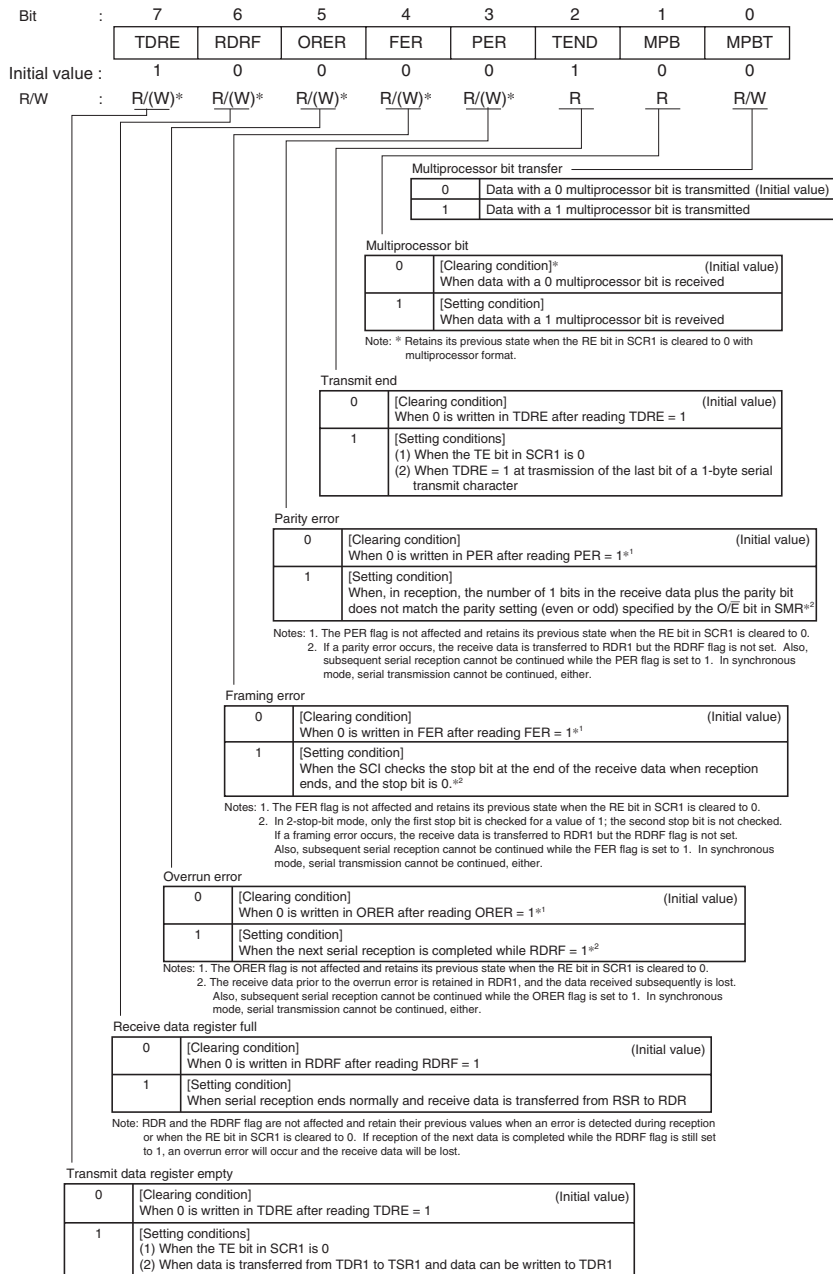 Bit : 7 6 5 4 3 2 1 0
TDRE RDRF ORER FER PER TEND MPB MPBT
Initial value : 1 0 0 0 0 1 0 0
R/W : R/(W)* R/(W)* R/(W)* R/(W)* R/(W)* R R R/W
Multiprocessor bit transfer
0 Data with a 0 multiprocessor bit is transmitted (Initial value)
1 Data with a 1 multiprocessor bit is transmitted
Multiprocessor bit
0 [Clearing condition]* (Initial value)
When data with a 0 multiprocessor bit is received
1 [Setting condition]
When data with a 1 multiprocessor bit is reveived
Note: * Retains its previous state when the RE bit in SCR1 is cleared to 0 with
multiprocessor format.
Transmit end
0 [Clearing condition] (Initial value)
When 0 is written in TDRE after reading TDRE = 1
1 [Setting conditions]
(1) When the TE bit in SCR1 is 0
(2) When TDRE = 1 at trasmission of the last bit of a 1-byte serial
transmit character
Parity error
0 [Clearing condition] (Initial value)
When 0 is written in PER after reading PER = 1*1
1 [Setting condition]
When, in reception, the number of 1 bits in the receive data plus the parity bit
does not match the parity setting (even or odd) specified by the O/E̅ bit in SMR*2
Notes: 1. The PER flag is not affected and retains its previous state when the RE bit in SCR1 is cleared to 0.
2. If a parity error occurs, the receive data is transferred to RDR1 but the RDRF flag is not set. Also,
subsequent serial reception cannot be continued while the PER flag is set to 1. In synchronous
mode, serial transmission cannot be continued, either.
Framing error
0 [Clearing condition] (Initial value)
When 0 is written in FER after reading FER = 1*1
1 [Setting condition]
When the SCI checks the stop bit at the end of the receive data when reception
ends, and the stop bit is 0.*2
Notes: 1. The FER flag is not affected and retains its previous state when the RE bit in SCR1 is cleared to 0.
2. In 2-stop-bit mode, only the first stop bit is checked for a value of 1; the second stop bit is not checked.
If a framing error occurs, the receive data is transferred to RDR1 but the RDRF flag is not set.
Also, subsequent serial reception cannot be continued while the FER flag is set to 1. In synchronous
mode, serial transmission cannot be continued, either.
Overrun error
0 [Clearing condition] (Initial value)
When 0 is written in ORER after reading ORER = 1*1
1 [Setting condition]
When the next serial reception is completed while RDRF = 1*2
Notes: 1. The ORER flag is not affected and retains its previous state when the RE bit in SCR1 is cleared to 0.
2. The receive data prior to the overrun error is retained in RDR1, and the data received subsequently is lost.
Also, subsequent serial reception cannot be continued while the ORER flag is set to 1. In synchronous
mode, serial transmission cannot be continued, either.
Receive data register full
0 [Clearing condition] (Initial value)
When 0 is written in RDRF after reading RDRF = 1
1 [Setting condition]
When serial reception ends normally and receive data is transferred from RSR to RDR
Note: RDR and the RDRF flag are not affected and retain their previous values when an error is detected during reception
or when the RE bit in SCR1 is cleared to 0. If reception of the next data is completed while the RDRF flag is still set
to 1, an overrun error will occur and the receive data will be lost.
Transmit data register empty
0 [Clearing condition] (Initial value)
When 0 is written in TDRE after reading TDRE = 1
1 [Setting conditions]
(1) When the TE bit in SCR1 is 0
(2) When data is transferred from TDR1 to TSR1 and data can be written to TDR1